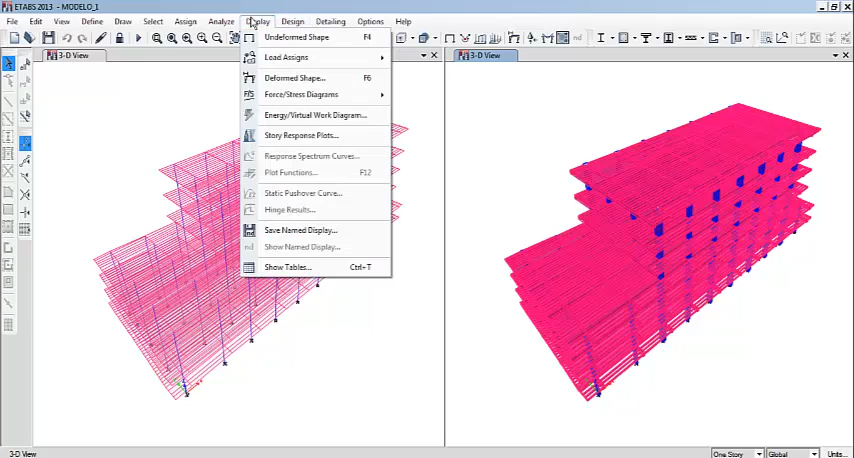 ETABS 2013 - MODELO_1
File Edit View Define Draw Select Assign Analyze Display Design Detailing Options Help
3-D View
3-D View
Undeformed Shape F4
Load Assigns
Deformed Shape... F6
Force/Stress Diagrams
Energy/Virtual Work Diagram...
Story Response Plots...
Response Spectrum Curves...
Plot Functions... F12
Static Pushover Curve...
Hinge Results...
Save Named Display...
Show Named Display...
Show Tables... Ctrl+T
3-D View One Story Global Units...